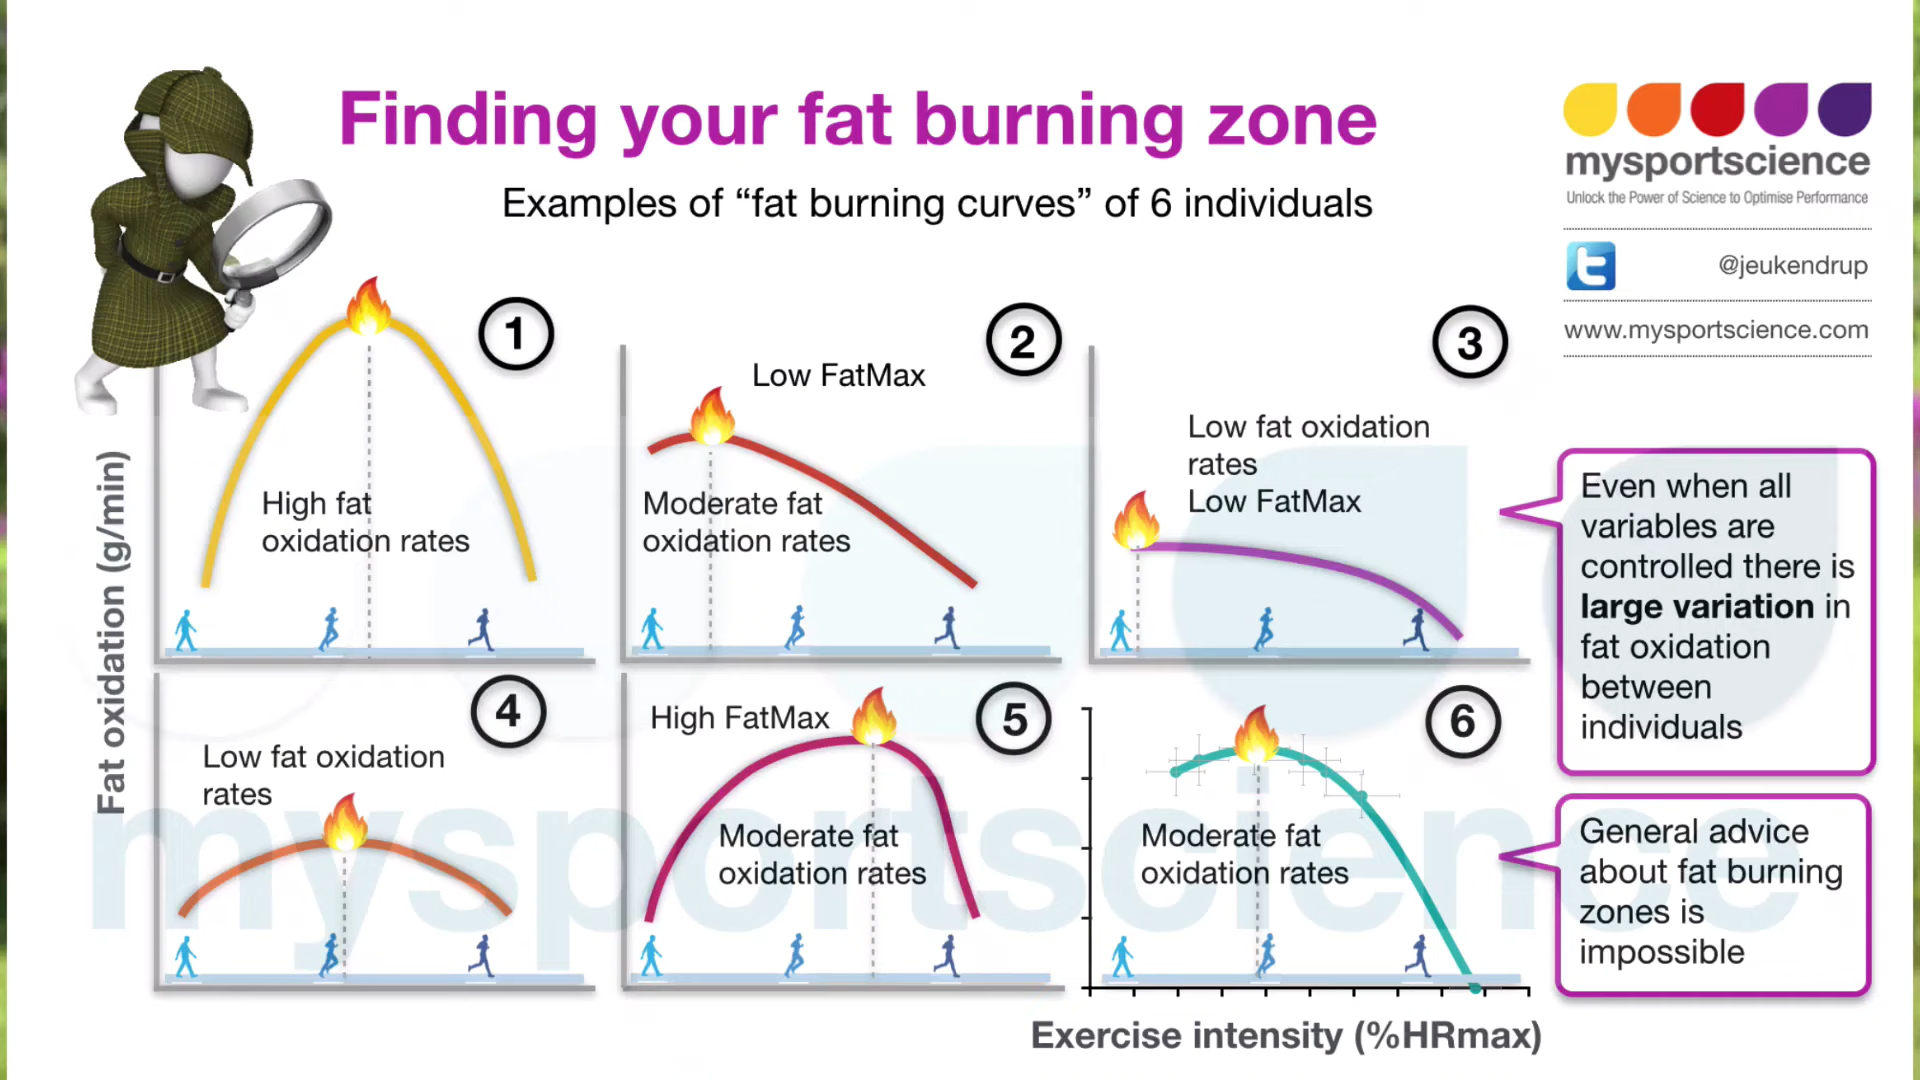 Finding your fat burning zone
Examples of “fat burning curves” of 6 individuals
mysportscience
Unlock the Power of Science to Optimise Performance
@jeukendrup
www.mysportscience.com
Fat oxidation (g/min)
1
High fat
oxidation rates
2
Low FatMax
Moderate fat
oxidation rates
3
Low fat oxidation
rates
Low FatMax
4
Low fat oxidation
rates
5
High FatMax
Moderate fat
oxidation rates
6
Moderate fat
oxidation rates
Exercise intensity (%HRmax)
Even when all
variables are
controlled there is
large variation in
fat oxidation
between
individuals
General advice
about fat burning
zones is
impossible
mysportscience